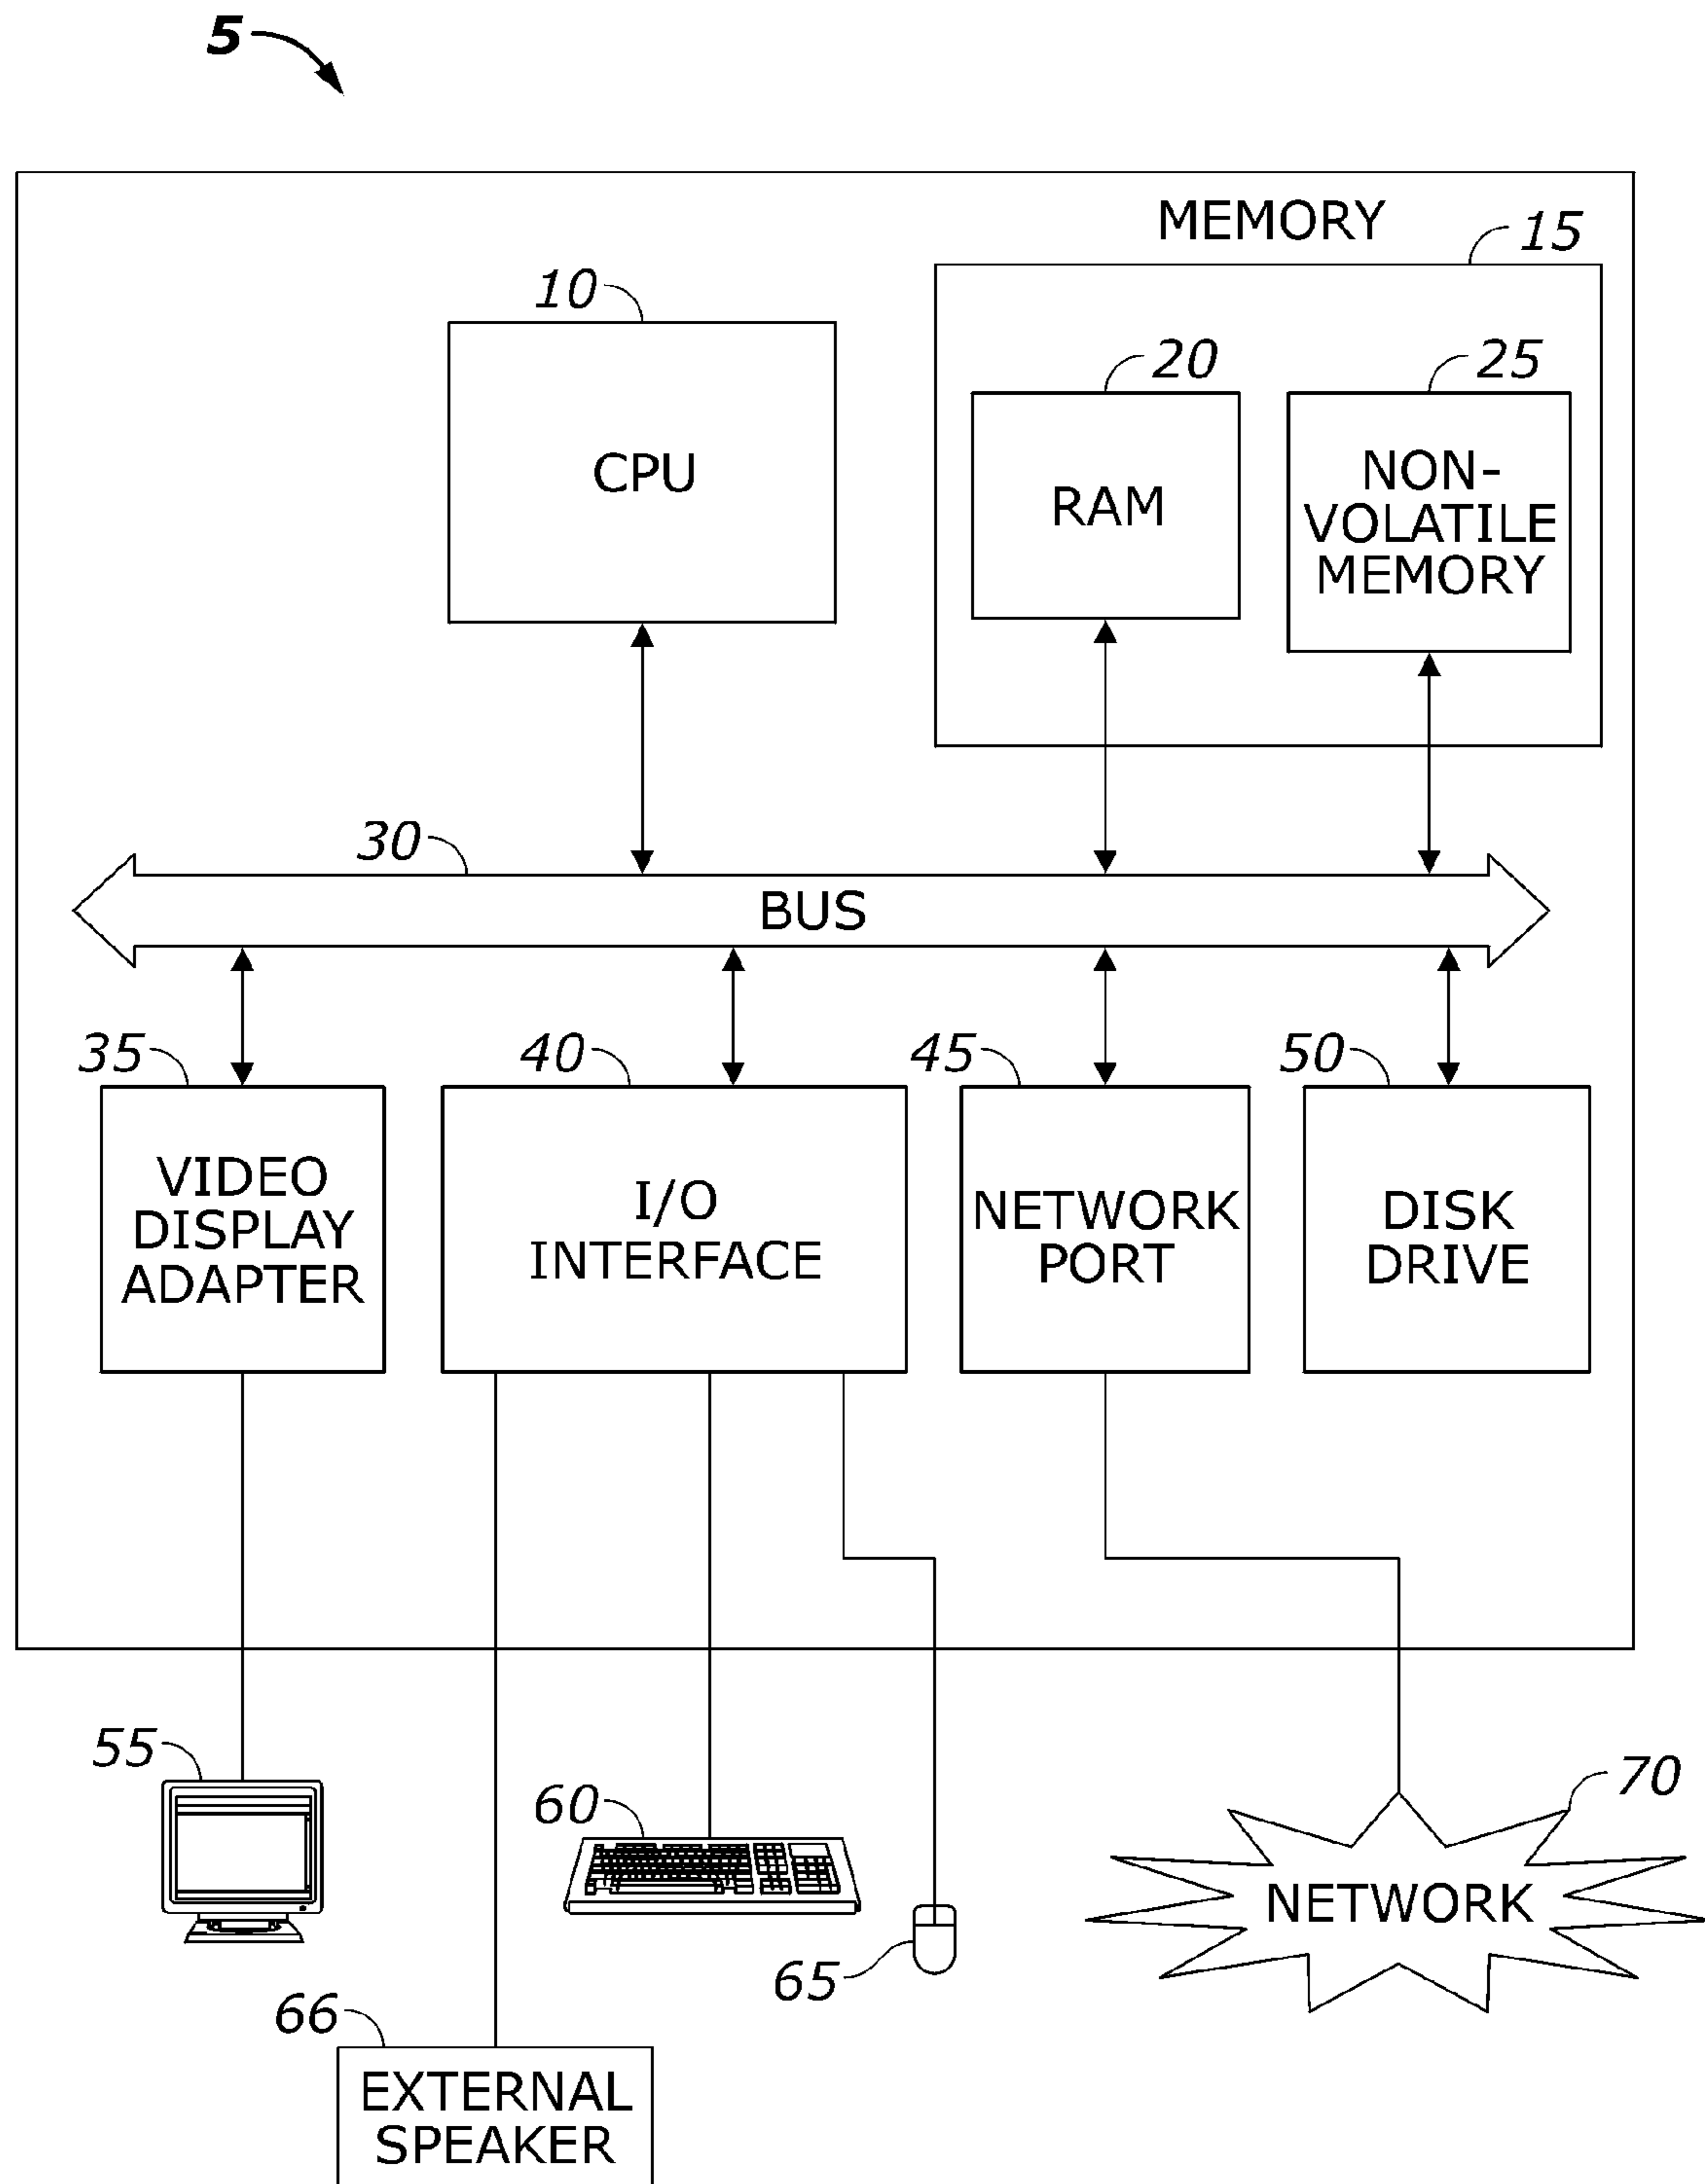 5
MEMORY
15
10
20
25
CPU
RAM
NON-
VOLATILE
MEMORY
30
BUS
35
40
45
50
VIDEO
DISPLAY
ADAPTER
I/O
INTERFACE
NETWORK
PORT
DISK
DRIVE
55
60
65
70
NETWORK
66
EXTERNAL
SPEAKER